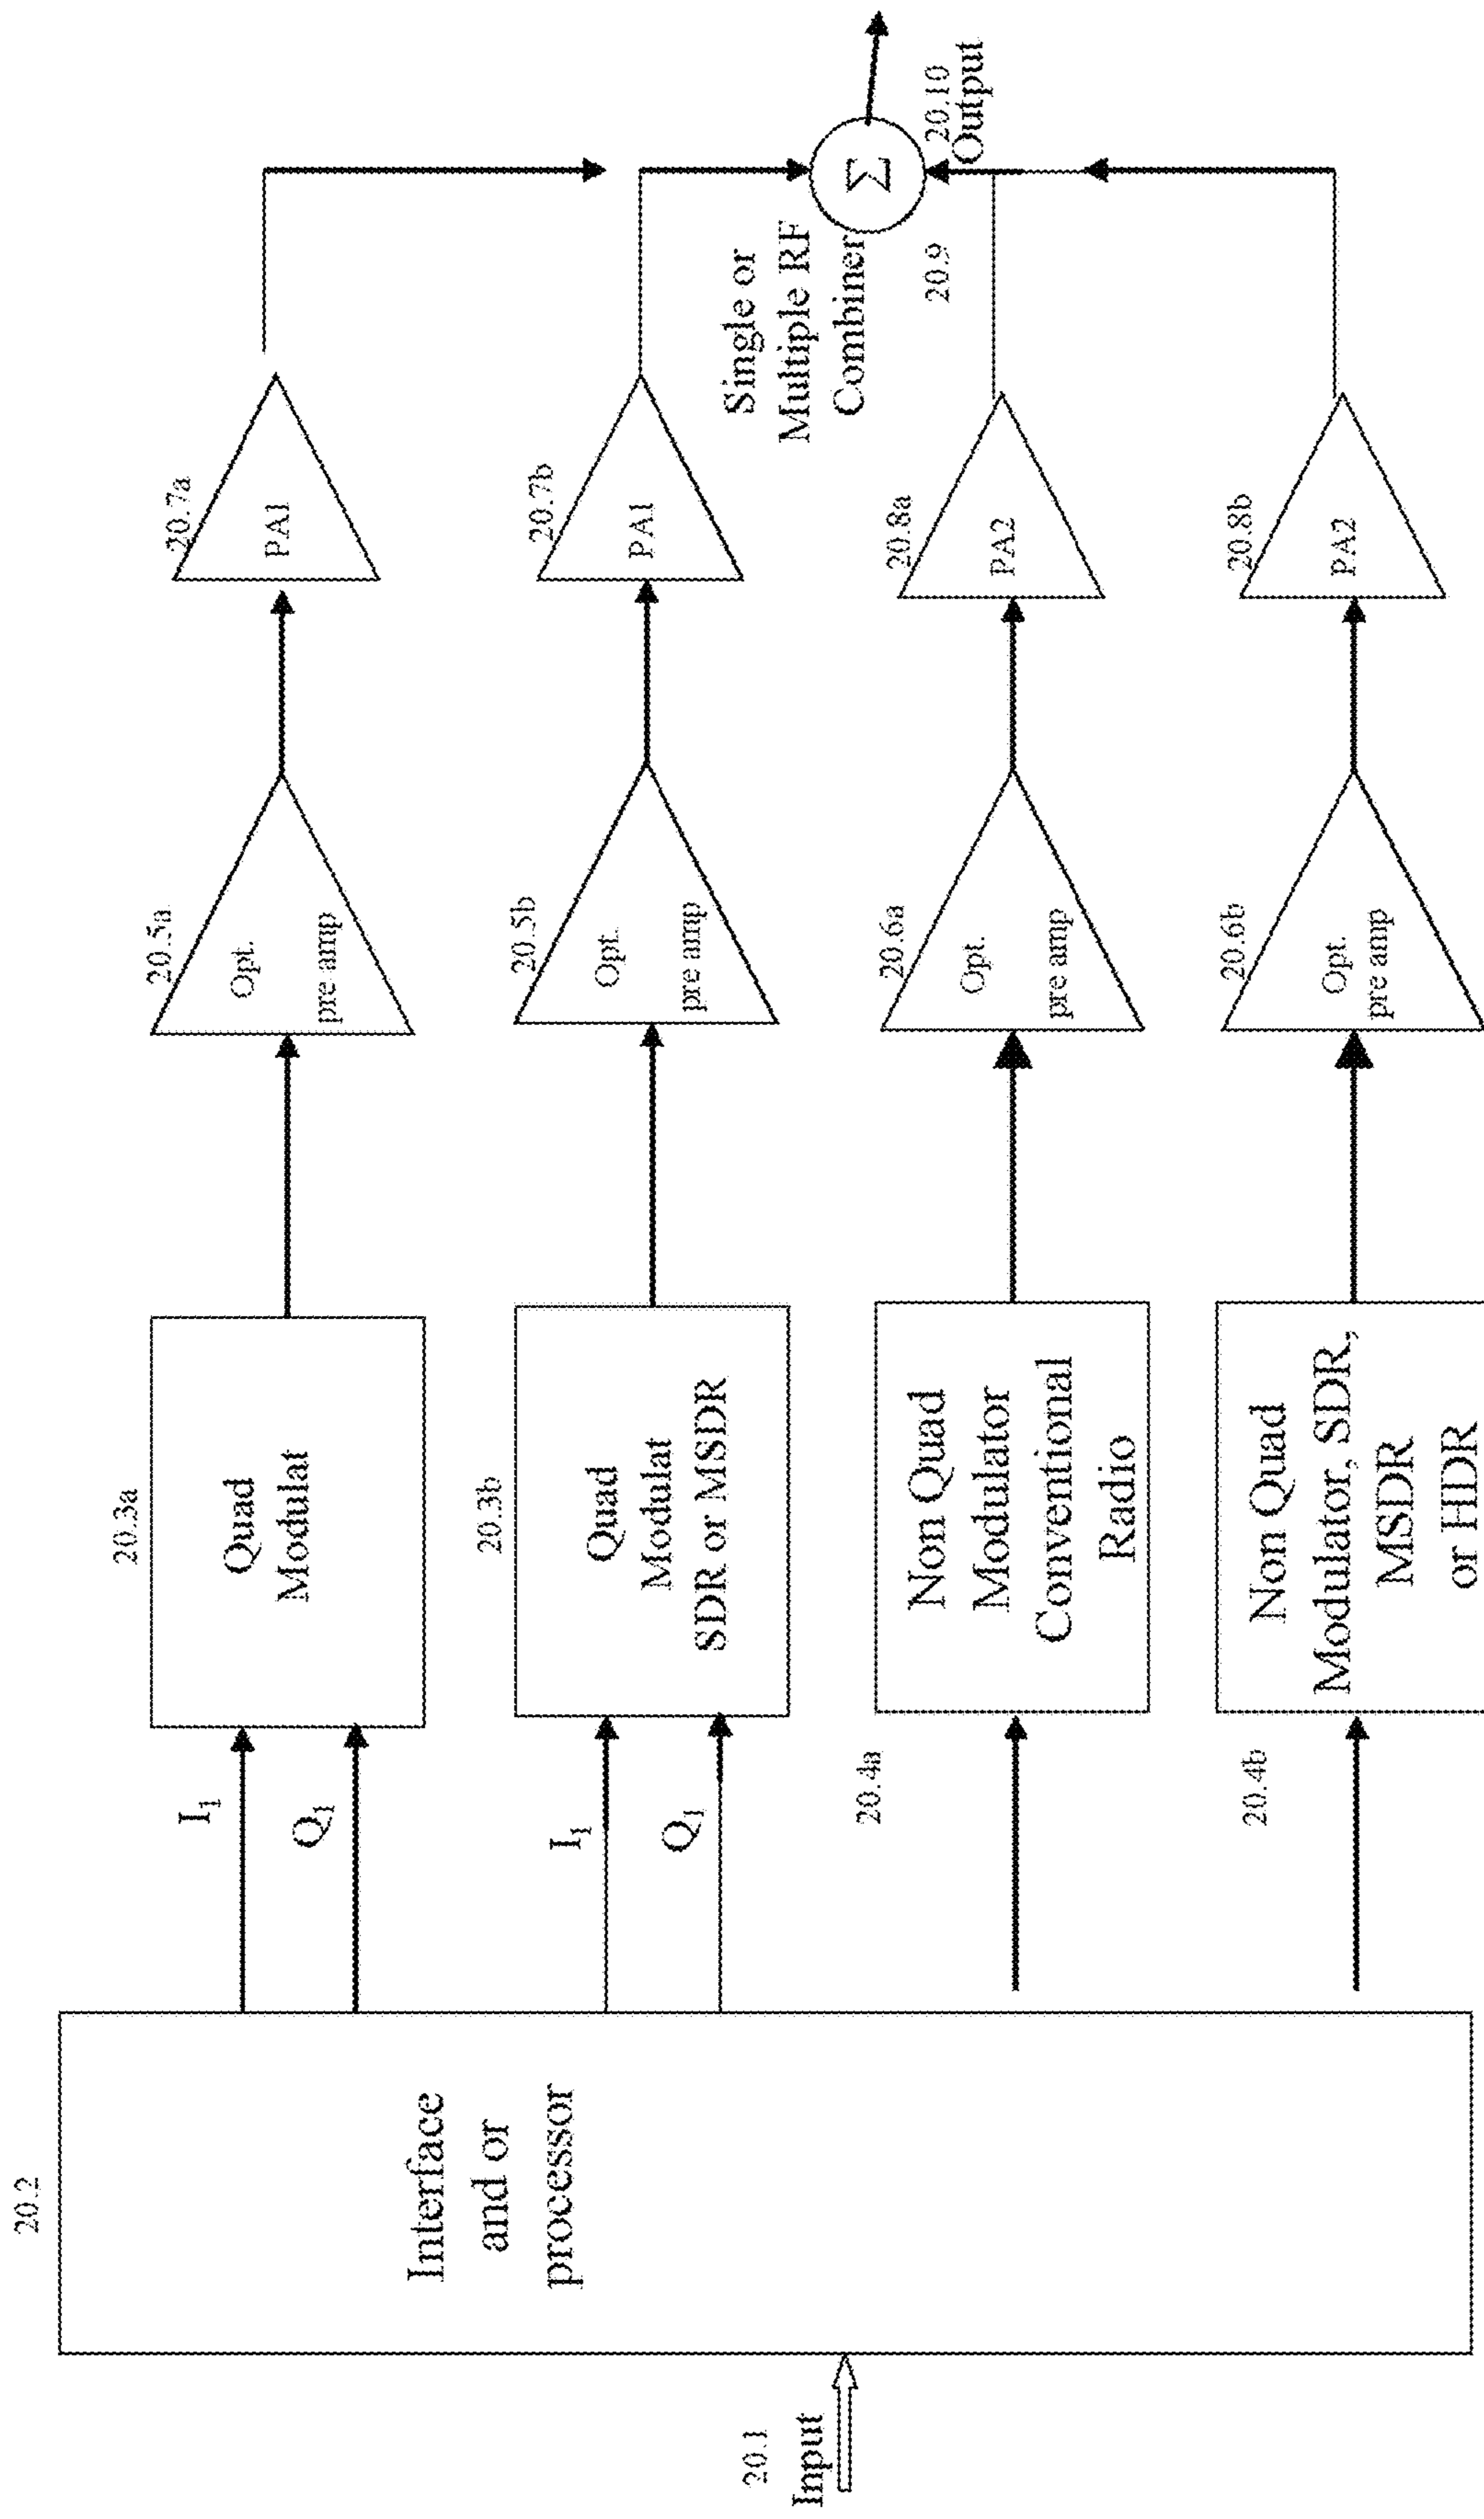 20.1
Input
20.2
Interface
and or
processor
I1
Q1
20.3a
Quad
Modulat
20.5a
Opt.
pre amp
20.7a
PA1
I1
Q1
20.3b
Quad
Modulat
SDR or MSDR
20.5b
Opt.
pre amp
20.7b
PA1
Single or
Multiple RF
Combiner
Σ
20.9
20.10
Output
20.4a
Non Quad
Modulator
Conventional
Radio
20.6a
Opt.
pre amp
20.8a
PA2
20.4b
Non Quad
Modulator, SDR,
MSDR
or HDR
20.6b
Opt.
pre amp
20.8b
PA2